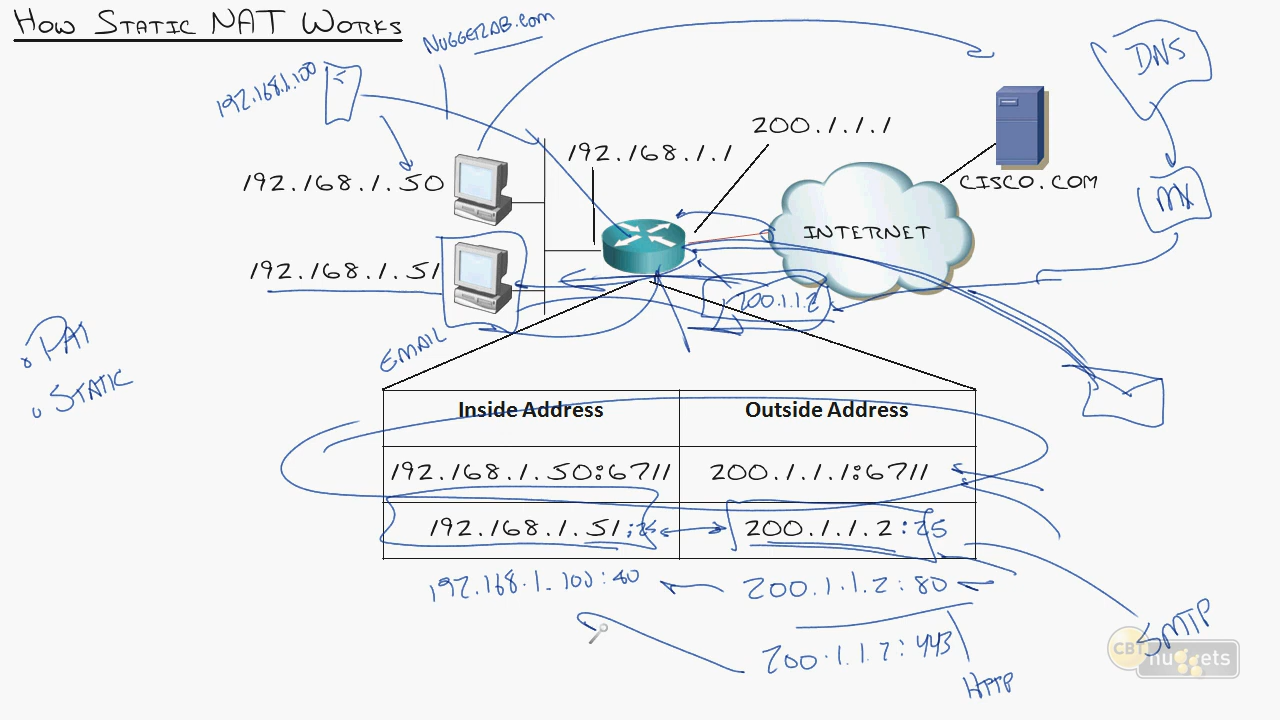 How Static NAT Works
NuggetLab.com
DNS
192.168.1.100
200.1.1.1
192.168.1.1
192.168.1.50
CISCO.COM
MX
INTERNET
192.168.1.51
200.1.1.2
EMAIL
PAT
STATIC
Inside Address Outside Address
192.168.1.50:6711 200.1.1.1:6711
192.168.1.51:25 200.1.1.2:25
192.168.1.100:80 200.1.1.2:80
SMTP
200.1.1.2:443
CBT nuggets
HTTP